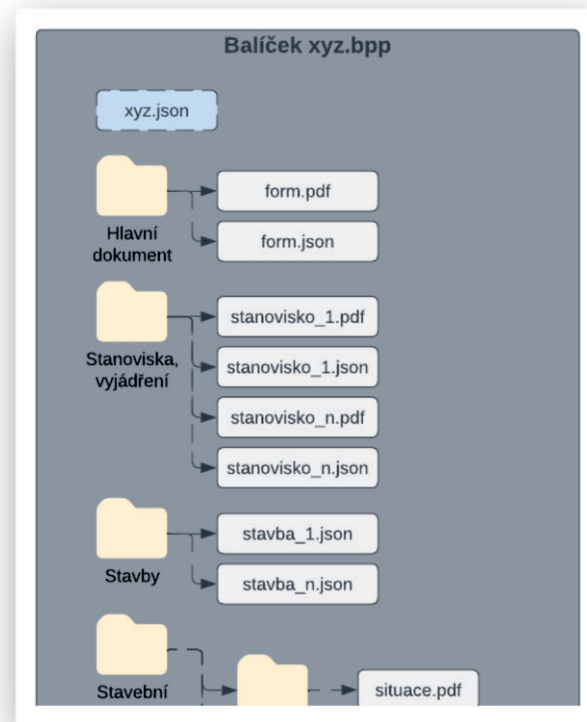 Balíček xyz.bpp
xyz.json
form.pdf
form.json
Hlavní
dokument
stanovisko_1.pdf
stanovisko_1.json
stanovisko_n.pdf
stanovisko_n.json
Stanoviska,
vyjádření
stavba_1.json
stavba_n.json
Stavby
Stavební
situace.pdf